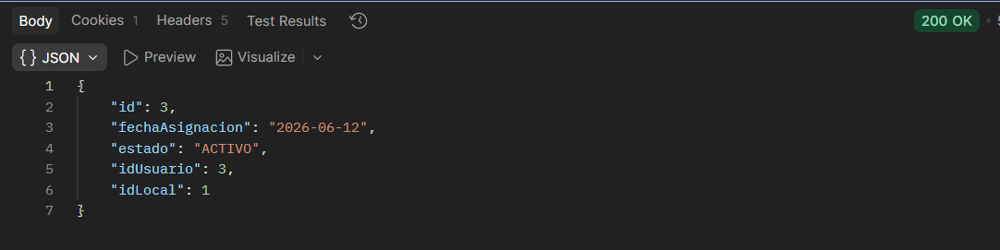 Body Cookies 1 Headers 5 Test Results 200 OK
{} JSON Preview Visualize
1 {
2 "id": 3,
3 "fechaAsignacion": "2026-06-12",
4 "estado": "ACTIVO",
5 "idUsuario": 3,
6 "idLocal": 1
7 }